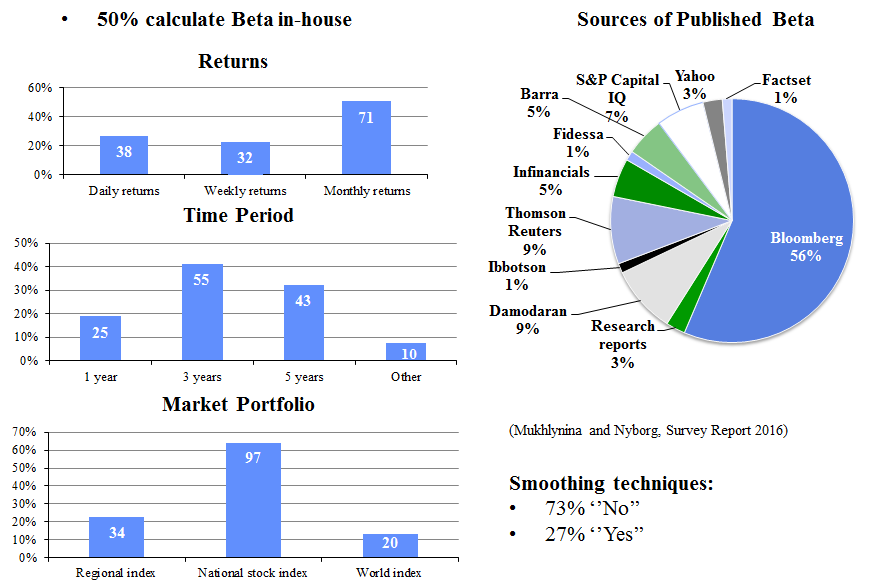 • 50% calculate Beta in-house
Returns
60%
40%
20%
0%
38
32
71
Daily returns
Weekly returns
Monthly returns
Time Period
50%
40%
30%
20%
10%
0%
25
55
43
10
1 year
3 years
5 years
Other
Market Portfolio
70%
60%
50%
40%
30%
20%
10%
0%
34
97
20
Regional index
National stock index
World index
Sources of Published Beta
Bloomberg
56%
Research
reports
3%
Damodaran
9%
Ibbotson
1%
Thomson
Reuters
9%
Infinancials
5%
Fidessa
1%
Barra
5%
S&P Capital
IQ
7%
Yahoo
3%
Factset
1%
(Mukhlynina and Nyborg, Survey Report 2016)
Smoothing techniques:
• 73% ‘’No’’
• 27% ‘’Yes’’